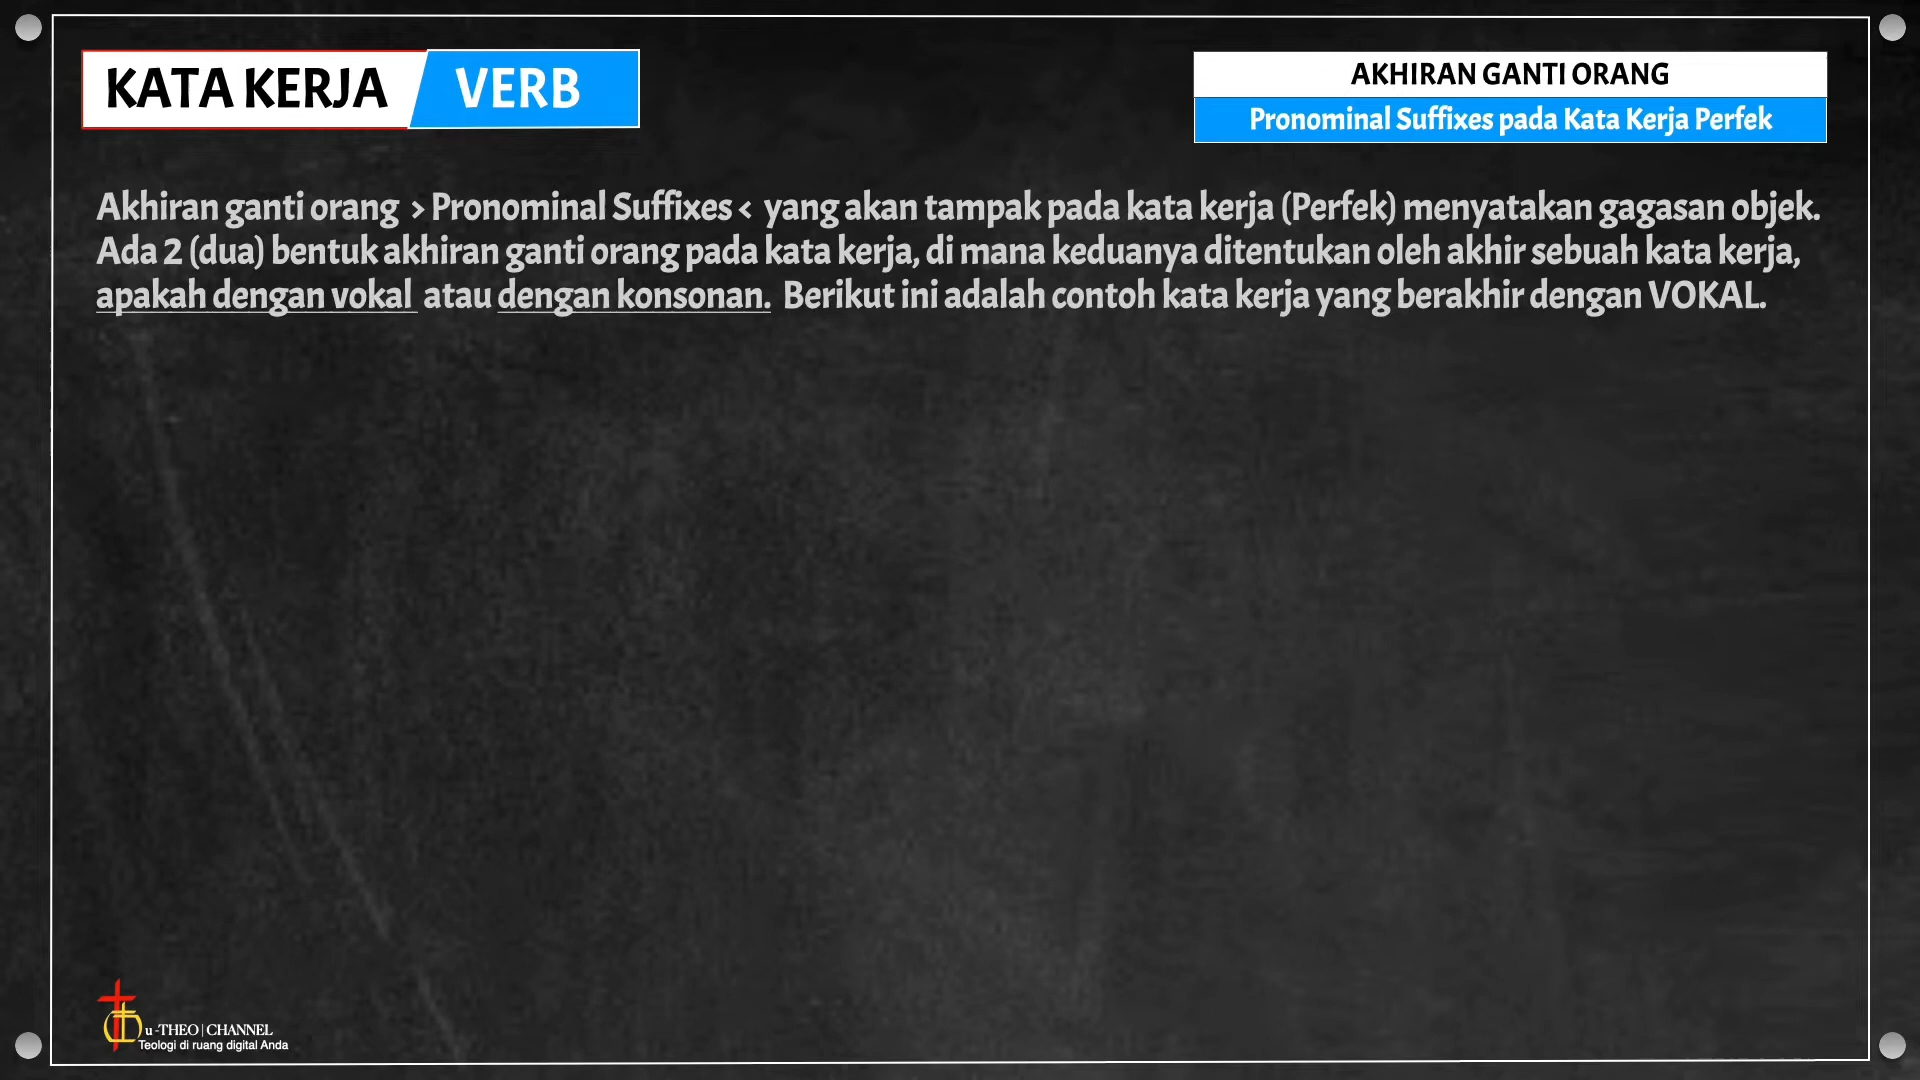 KATA KERJA VERB
AKHIRAN GANTI ORANG
Pronominal Suffixes pada Kata Kerja Perfek
Akhiran ganti orang > Pronominal Suffixes < yang akan tampak pada kata kerja (Perfek) menyatakan gagasan objek.
Ada 2 (dua) bentuk akhiran ganti orang pada kata kerja, di mana keduanya ditentukan oleh akhir sebuah kata kerja,
apakah dengan vokal atau dengan konsonan. Berikut ini adalah contoh kata kerja yang berakhir dengan VOKAL.
u-THEO | CHANNEL
Teologi di ruang digital Anda